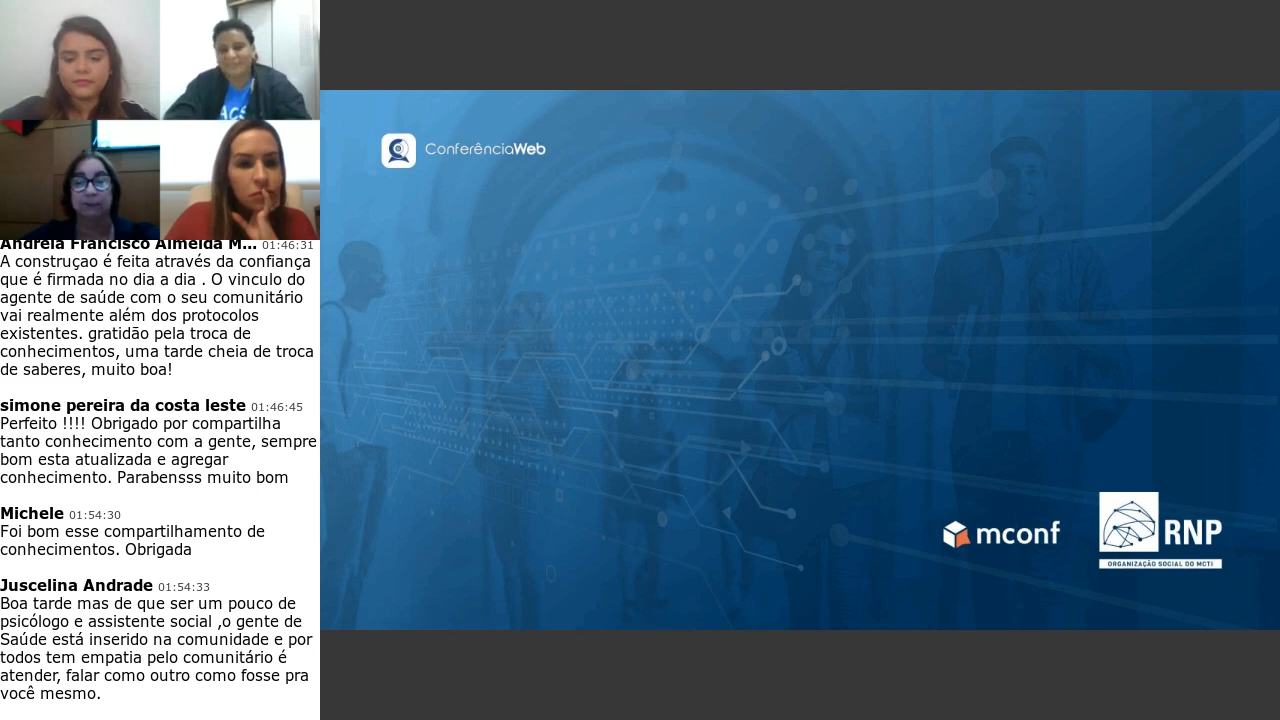 ACS
Andreia Francisco Almeida M... 01:46:31
A construçao é feita através da confiança
que é firmada no dia a dia . O vinculo do
agente de saúde com o seu comunitário
vai realmente além dos protocolos
existentes. gratidão pela troca de
conhecimentos, uma tarde cheia de troca
de saberes, muito boa!
simone pereira da costa leste 01:46:45
Perfeito !!!! Obrigado por compartilha
tanto conhecimento com a gente, sempre
bom esta atualizada e agregar
conhecimento. Parabensss muito bom
Michele 01:54:30
Foi bom esse compartilhamento de
conhecimentos. Obrigada
Juscelina Andrade 01:54:33
Boa tarde mas de que ser um pouco de
psicólogo e assistente social ,o gente de
Saúde está inserido na comunidade e por
todos tem empatia pelo comunitário é
atender, falar como outro como fosse pra
você mesmo.
ConferênciaWeb
mconf
RNP
ORGANIZAÇÃO SOCIAL DO MCTI